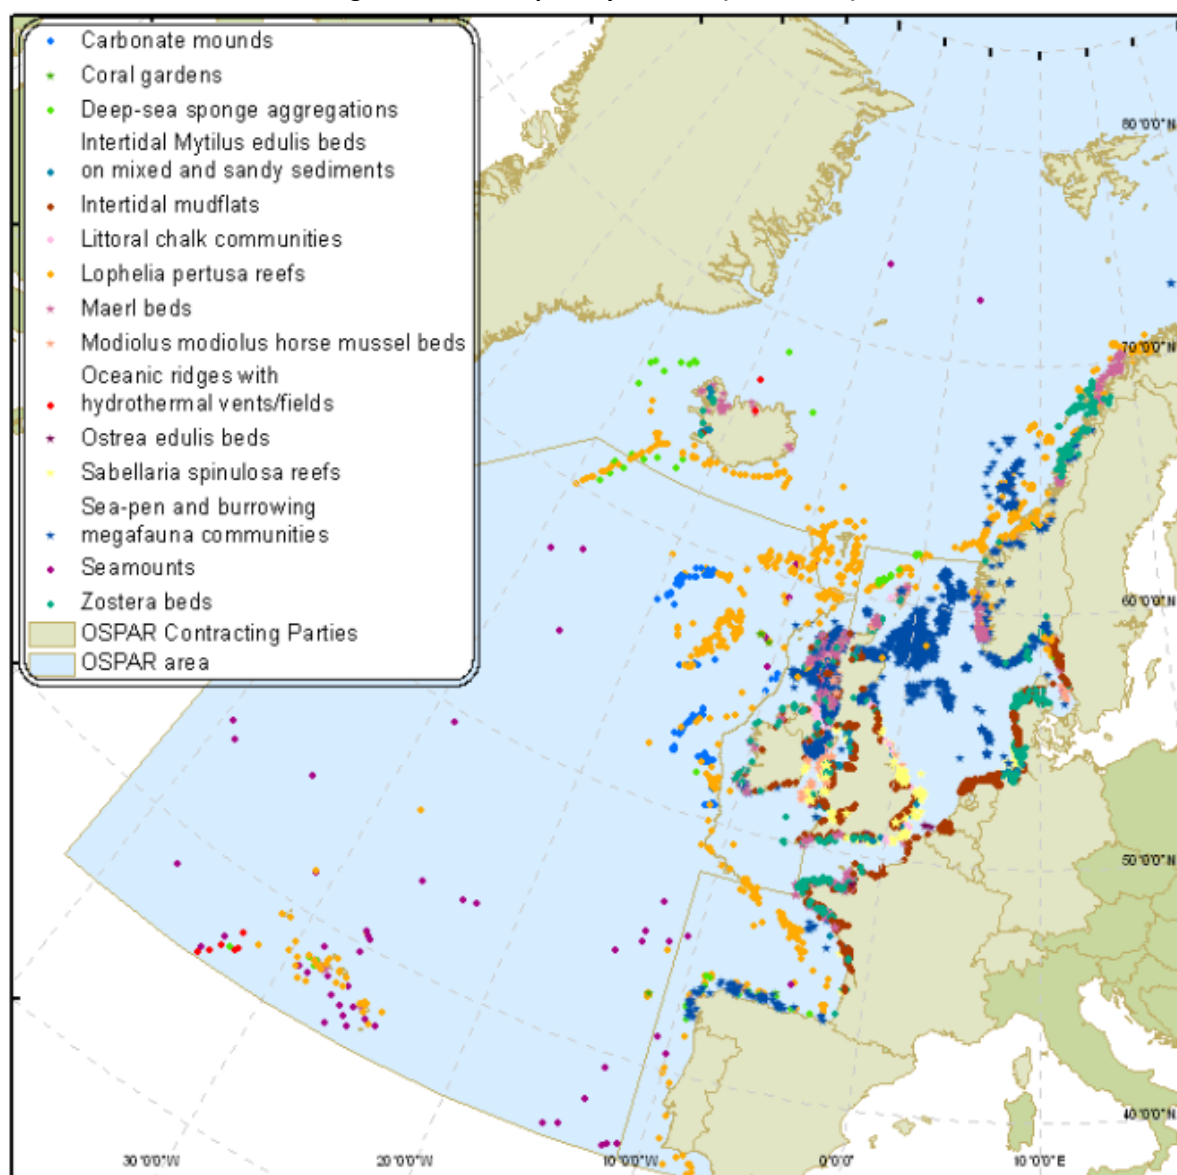 Carbonate mounds
Coral gardens
Deep-sea sponge aggregations
Intertidal Mytilus edulis beds
on mixed and sandy sediments
Intertidal mudflats
Littoral chalk communities
Lophelia pertusa reefs
Maerl beds
Modiolus modiolus horse mussel beds
Oceanic ridges with
hydrothermal vents/fields
Ostrea edulis beds
Sabellaria spinulosa reefs
Sea-pen and burrowing
megafauna communities
Seamounts
Zostera beds
OSPAR Contracting Parties
OSPAR area
80°0'0"N
70°0'0"N
60°0'0"N
50°0'0"N
40°0'0"N
30°0'0"W
20°0'0"W
10°0'0"W
0°0'0"
10°0'0"E